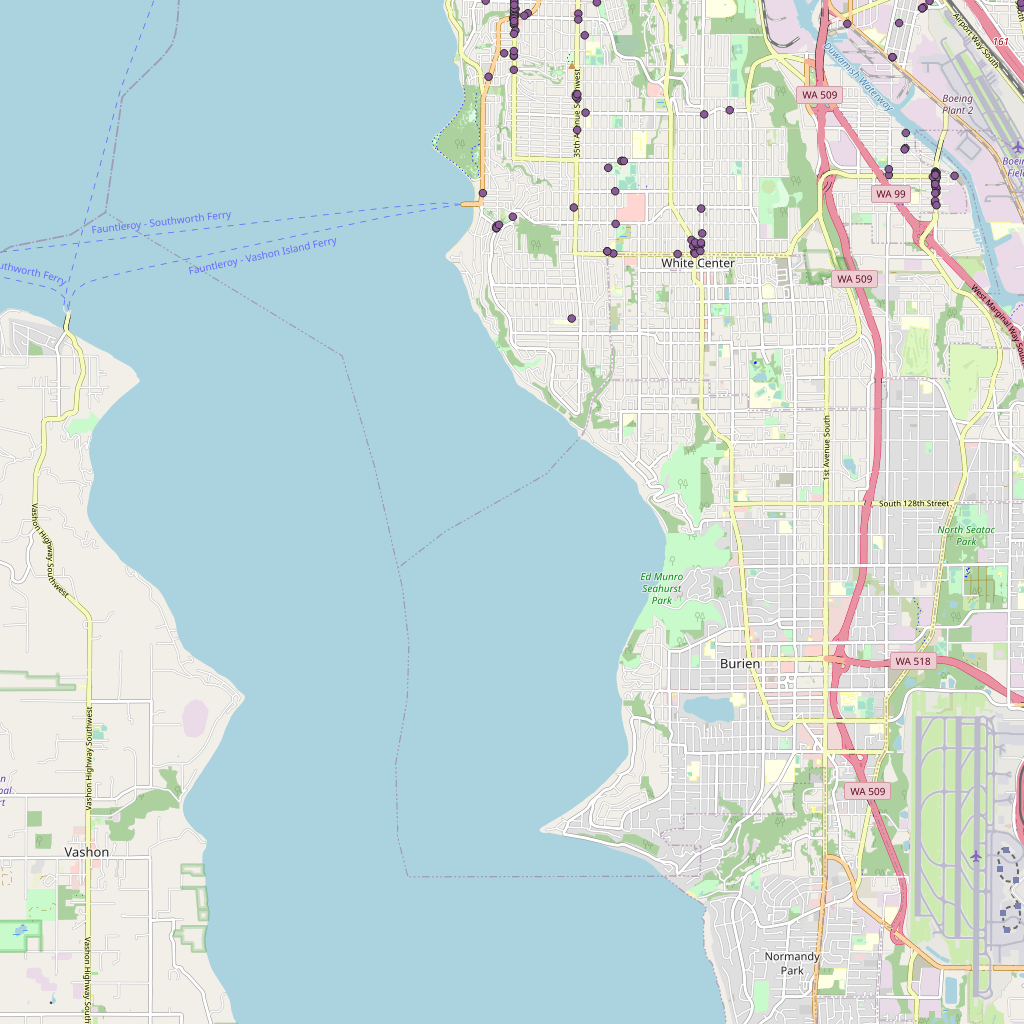 161
Airport Way South
Duwamish Waterway
35th Avenue Southwest
WA 509
Boeing
Plant 2
Boeing
Field
WA 99
Fauntleroy - Southworth Ferry
Fauntleroy - Vashon Island Ferry
White Center
WA 509
West Marginal Way South
1st Avenue South
South 128th Street
North Seatac
Park
Vashon Highway Southwest
Ed Munro
Seahurst
Park
Burien
WA 518
Vashon Highway Southwest
WA 509
Vashon
Vashon Highway
Normandy
Park